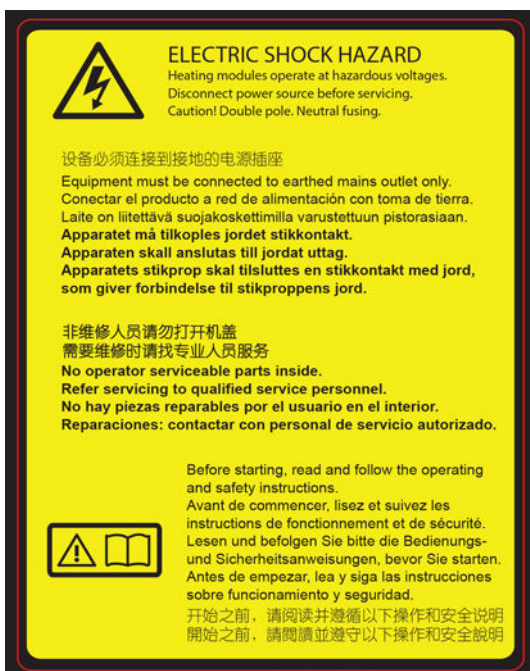 ELECTRIC SHOCK HAZARD
Heating modules operate at hazardous voltages.
Disconnect power source before servicing.
Caution! Double pole. Neutral fusing.
设备必须连接到接地的电源插座
Equipment must be connected to earthed mains outlet only.
Conectar el producto a red de alimentación con toma de tierra.
Laite on liitettävä suojakoskettimilla varustettuun pistorasiaan.
Apparatet må tilkoples jordet stikkontakt.
Apparaten skall anslutas till jordat uttag.
Apparatets stikprop skal tilsluttes en stikkontakt med jord,
som giver forbindelse til stikproppens jord.
非维修人员请勿打开机盖
需要维修时请找专业人员服务
No operator serviceable parts inside.
Refer servicing to qualified service personnel.
No hay piezas reparables por el usuario en el interior.
Reparaciones: contactar con personal de servicio autorizado.
Before starting, read and follow the operating
and safety instructions.
Avant de commencer, lisez et suivez les
instructions de fonctionnement et de sécurité.
Lesen und befolgen Sie bitte die Bedienungs-
und Sicherheitsanweisungen, bevor Sie starten.
Antes de empezar, lea y siga las instrucciones
sobre funcionamiento y seguridad.
开始之前，请阅读并遵循以下操作和安全说明
開始之前，請閱讀並遵守以下操作和安全說明